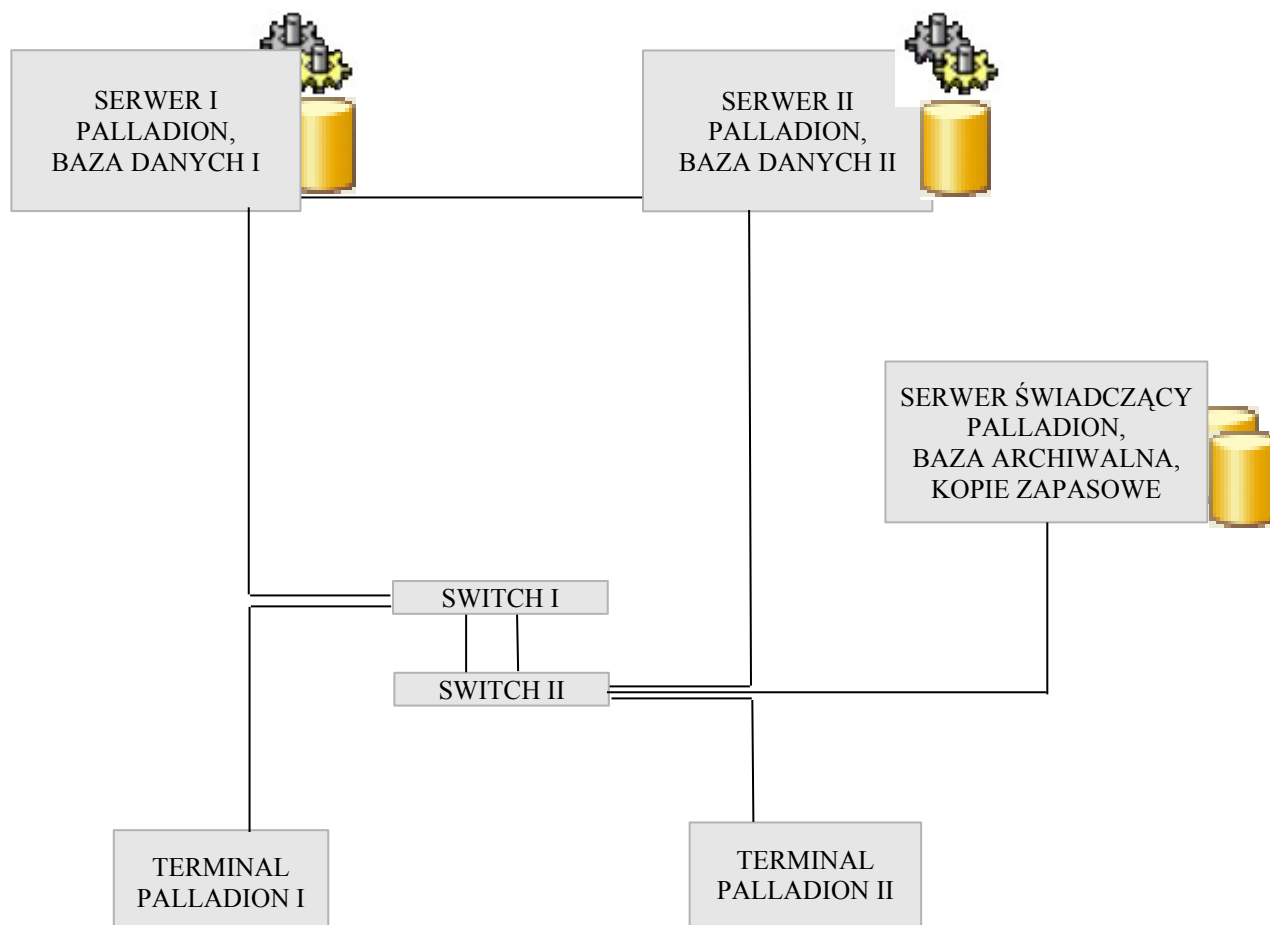 SERWER I
PALLADION,
BAZA DANYCH I
SERWER II
PALLADION,
BAZA DANYCH II
SERWER ŚWIADCZĄCY
PALLADION,
BAZA ARCHIWALNA,
KOPIE ZAPASOWE
SWITCH I
SWITCH II
TERMINAL
PALLADION I
TERMINAL
PALLADION II